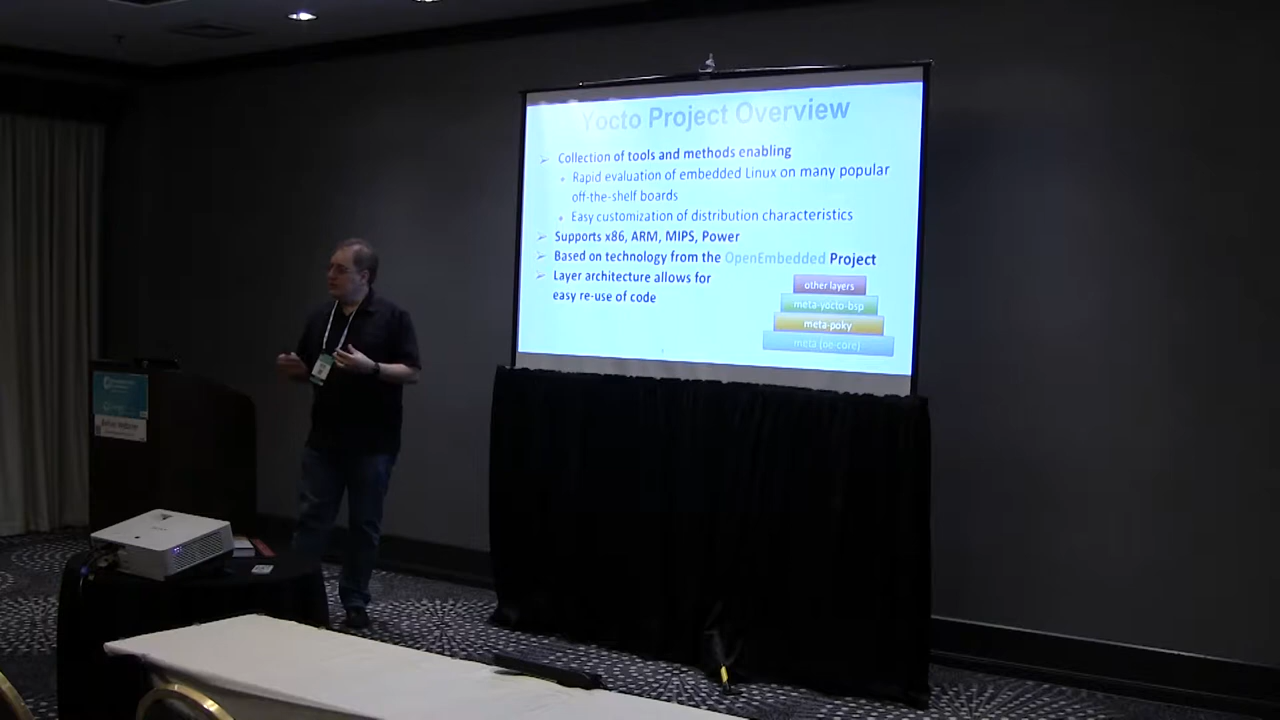 Yocto Project Overview
Collection of tools and methods enabling
Rapid evaluation of embedded Linux on many popular
off-the-shelf boards
Easy customization of distribution characteristics
Supports x86, ARM, MIPS, Power
Based on technology from the OpenEmbedded Project
Layer architecture allows for
easy re-use of code
other layers
meta-yocto-bsp
meta-poky
meta (oe-core)